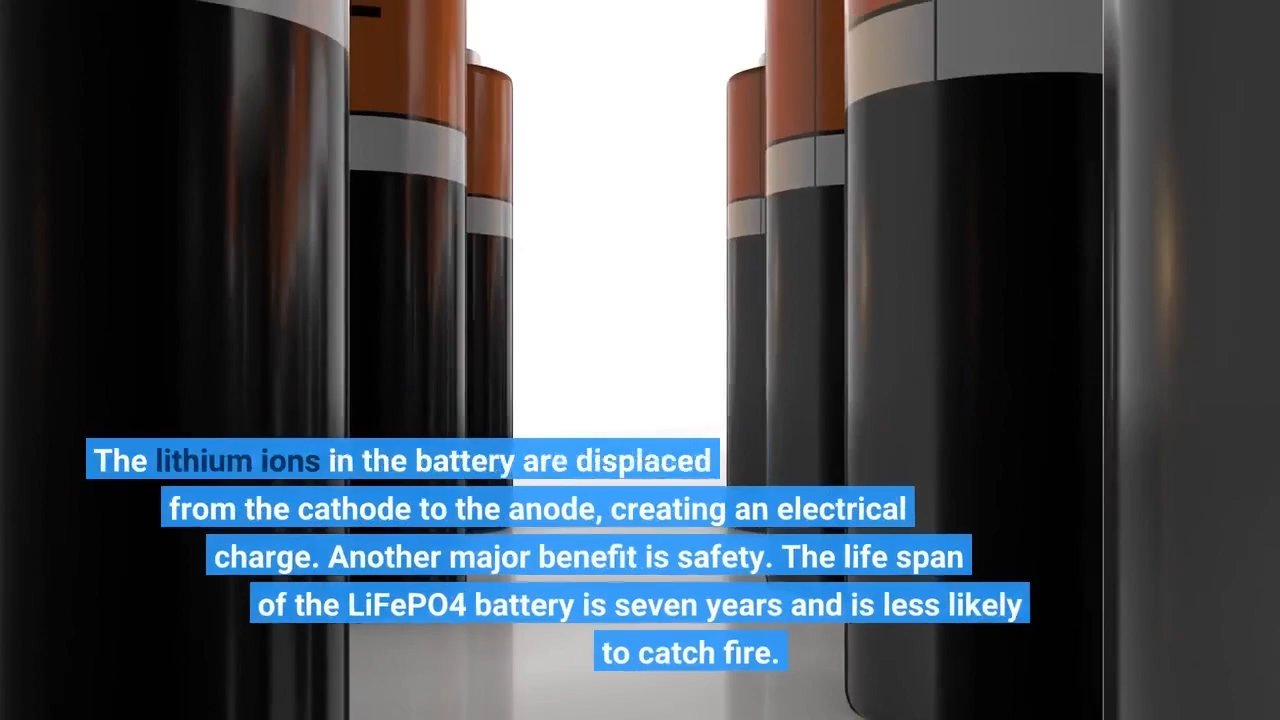 The lithium ions in the battery are displaced
from the cathode to the anode, creating an electrical
charge. Another major benefit is safety. The life span
of the LiFePO4 battery is seven years and is less likely
to catch fire.